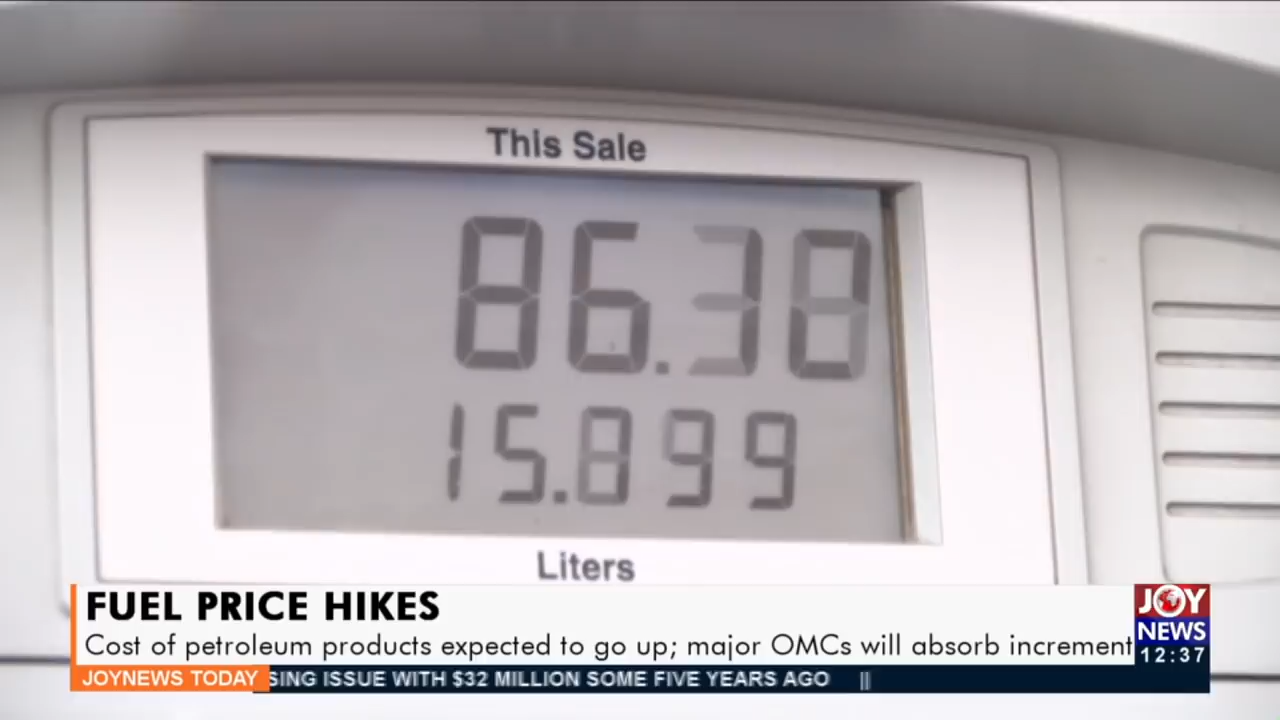 This Sale
86.38
15.899
Liters
FUEL PRICE HIKES
Cost of petroleum products expected to go up; major OMCs will absorb increment
JOY
NEWS
12:37
JOYNEWS TODAY
SING ISSUE WITH $32 MILLION SOME FIVE YEARS AGO ||